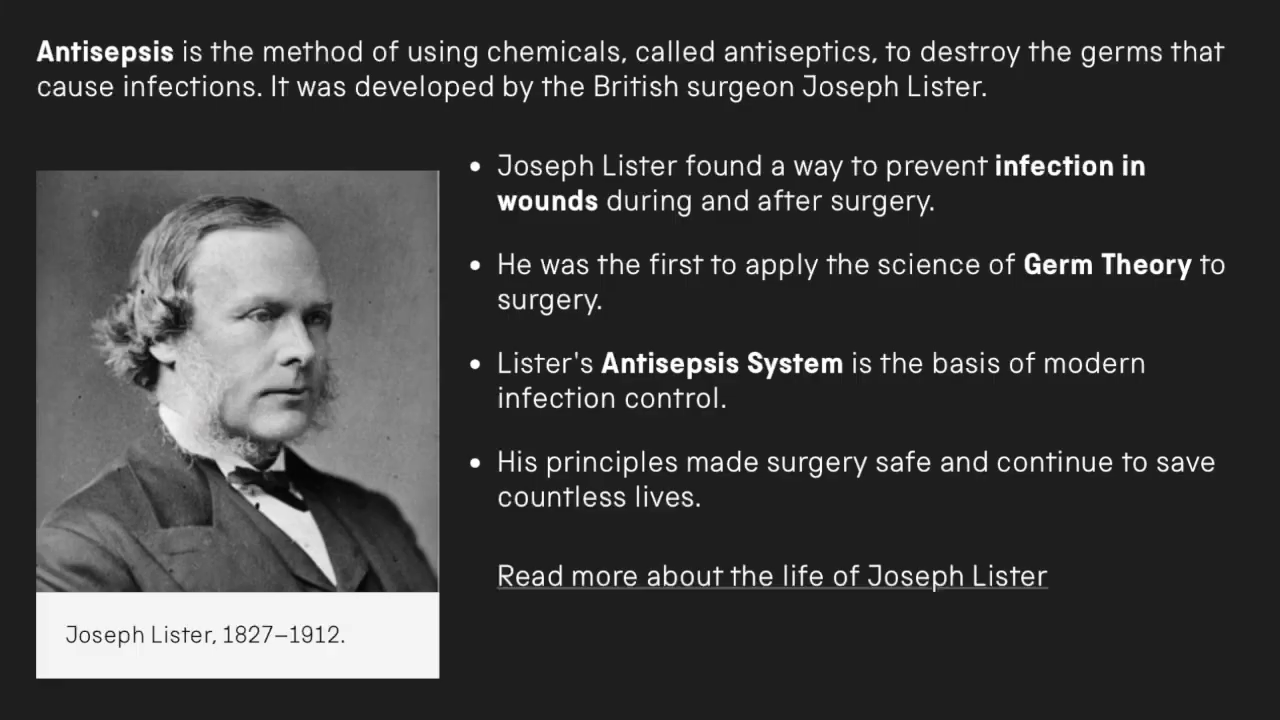 Antisepsis is the method of using chemicals, called antiseptics, to destroy the germs that
cause infections. It was developed by the British surgeon Joseph Lister.
Joseph Lister found a way to prevent infection in
wounds during and after surgery.
He was the first to apply the science of Germ Theory to
surgery.
Lister's Antisepsis System is the basis of modern
infection control.
His principles made surgery safe and continue to save
countless lives.
Read more about the life of Joseph Lister
Joseph Lister, 1827–1912.